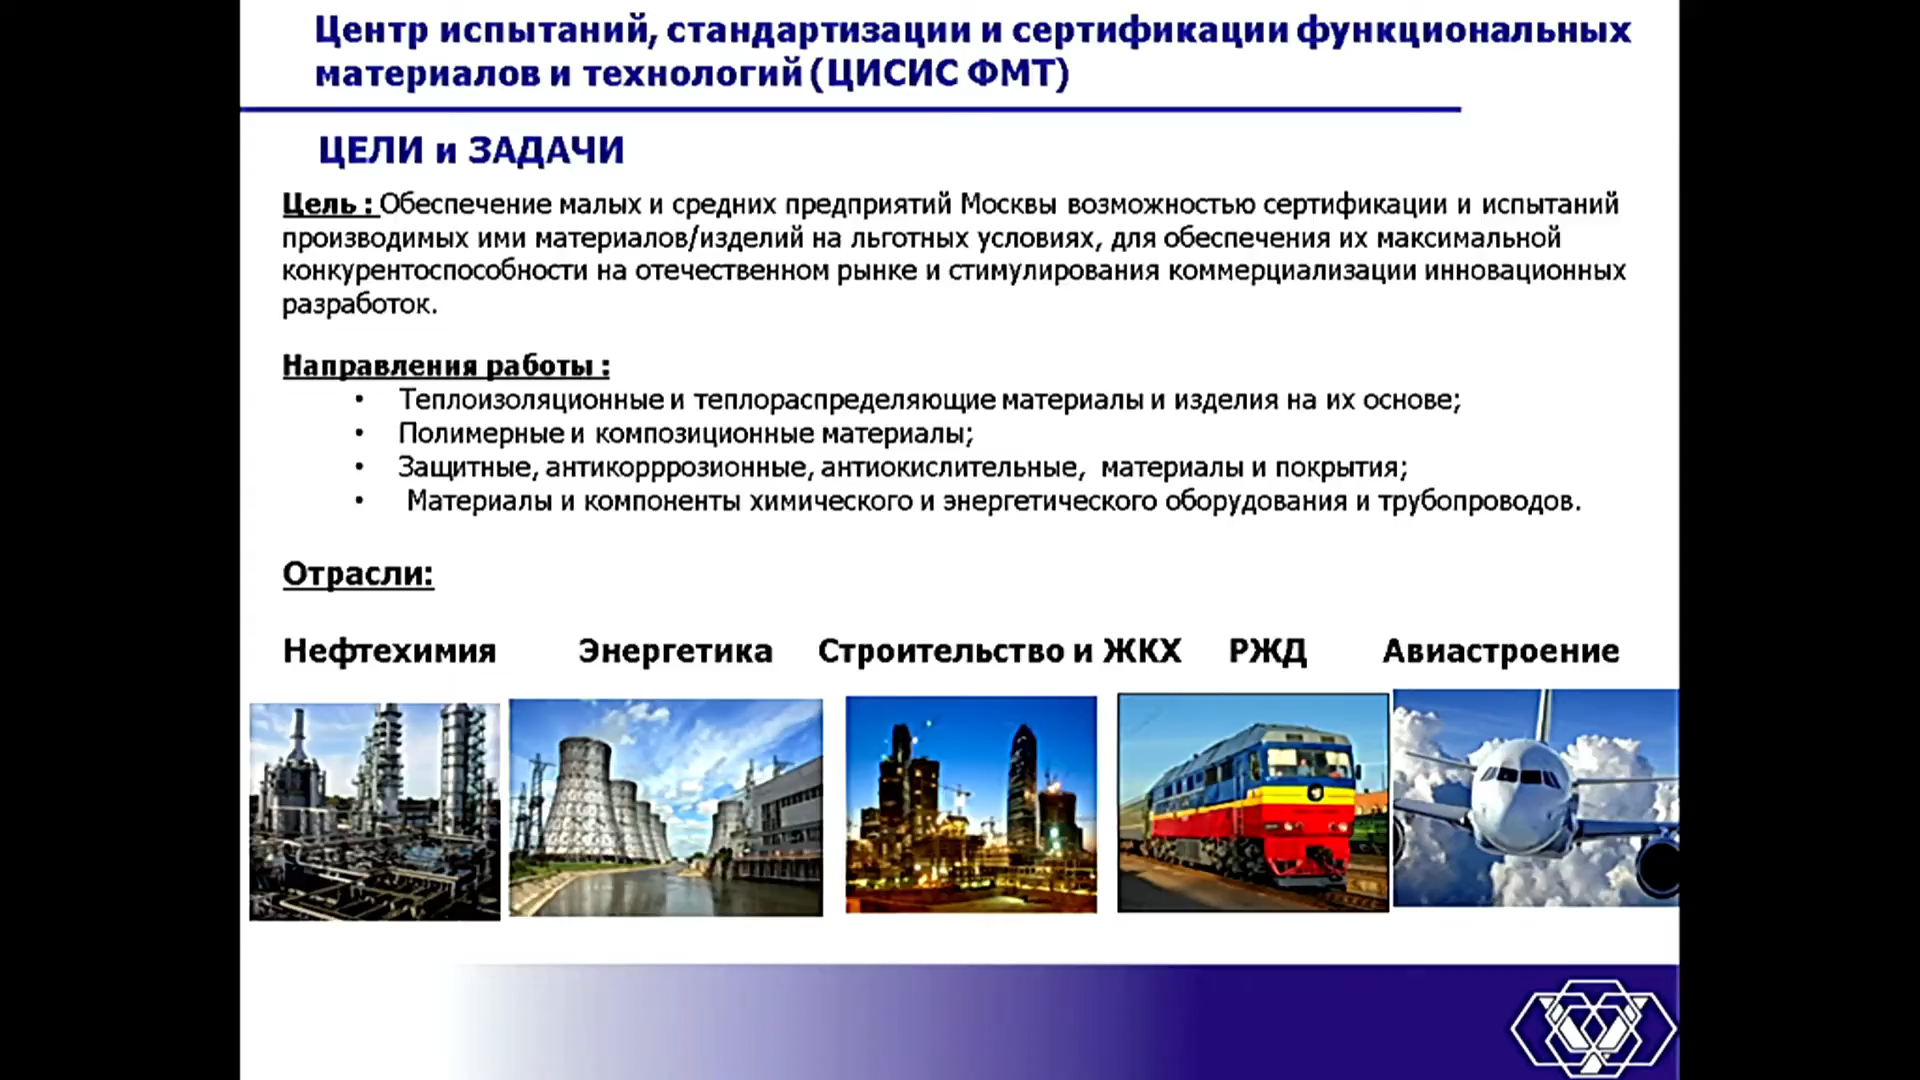 Центр испытаний, стандартизации и сертификации функциональных
материалов и технологий (ЦИСИС ФМТ)
ЦЕЛИ и ЗАДАЧИ
Цель : Обеспечение малых и средних предприятий Москвы возможностью сертификации и испытаний
производимых ими материалов/изделий на льготных условиях, для обеспечения их максимальной
конкурентоспособности на отечественном рынке и стимулирования коммерциализации инновационных
разработок.
Направления работы :
• Теплоизоляционные и теплораспределяющие материалы и изделия на их основе;
• Полимерные и композиционные материалы;
• Защитные, антикорррозионные, антиокислительные, материалы и покрытия;
• Материалы и компоненты химического и энергетического оборудования и трубопроводов.
Отрасли:
Нефтехимия Энергетика Строительство и ЖКХ РЖД Авиастроение